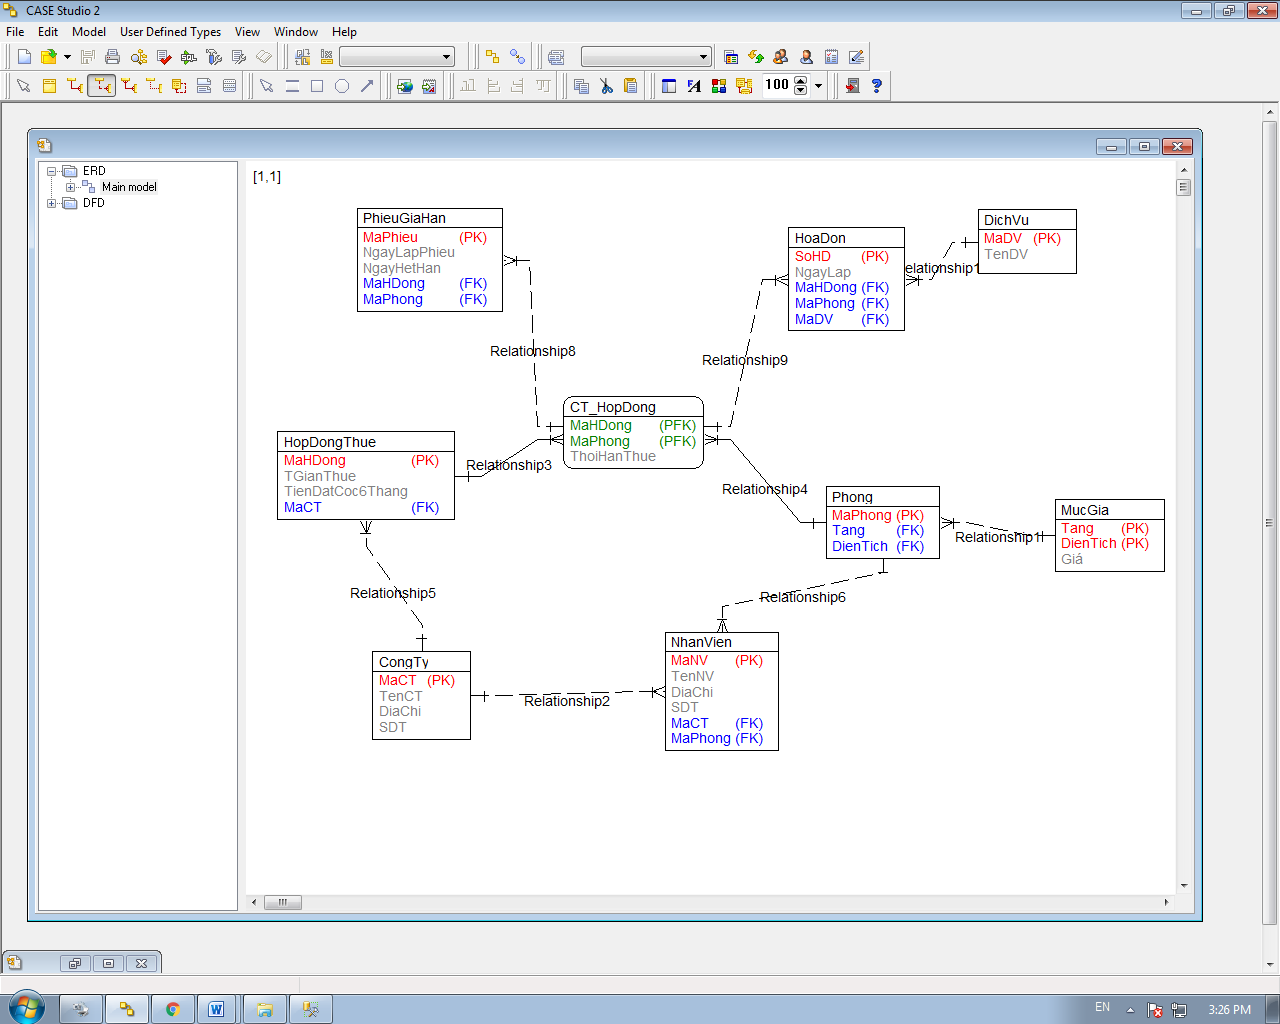 CASE Studio 2
File Edit Model User Defined Types View Window Help
100
ERD
Main model
DFD
[1,1]
PhieuGiaHan
MaPhieu (PK)
NgayLapPhieu
NgayHetHan
MaHDong (FK)
MaPhong (FK)
HoaDon
SoHD (PK)
NgayLap
MaHDong (FK)
MaPhong (FK)
MaDV (FK)
DichVu
MaDV (PK)
TenDV
elationship1
Relationship8
Relationship9
CT_HopDong
MaHDong (PFK)
MaPhong (PFK)
ThoiHanThue
HopDongThue
MaHDong (PK)
TGianThue
TienDatCoc6Thang
MaCT (FK)
Relationship3
Relationship4
Phong
MaPhong (PK)
Tang (FK)
DienTich (FK)
Relationship1
MucGia
Tang (PK)
DienTich (PK)
Giá
Relationship5
Relationship6
CongTy
MaCT (PK)
TenCT
DiaChi
SDT
Relationship2
NhanVien
MaNV (PK)
TenNV
DiaChi
SDT
MaCT (FK)
MaPhong (FK)
EN
3:26 PM